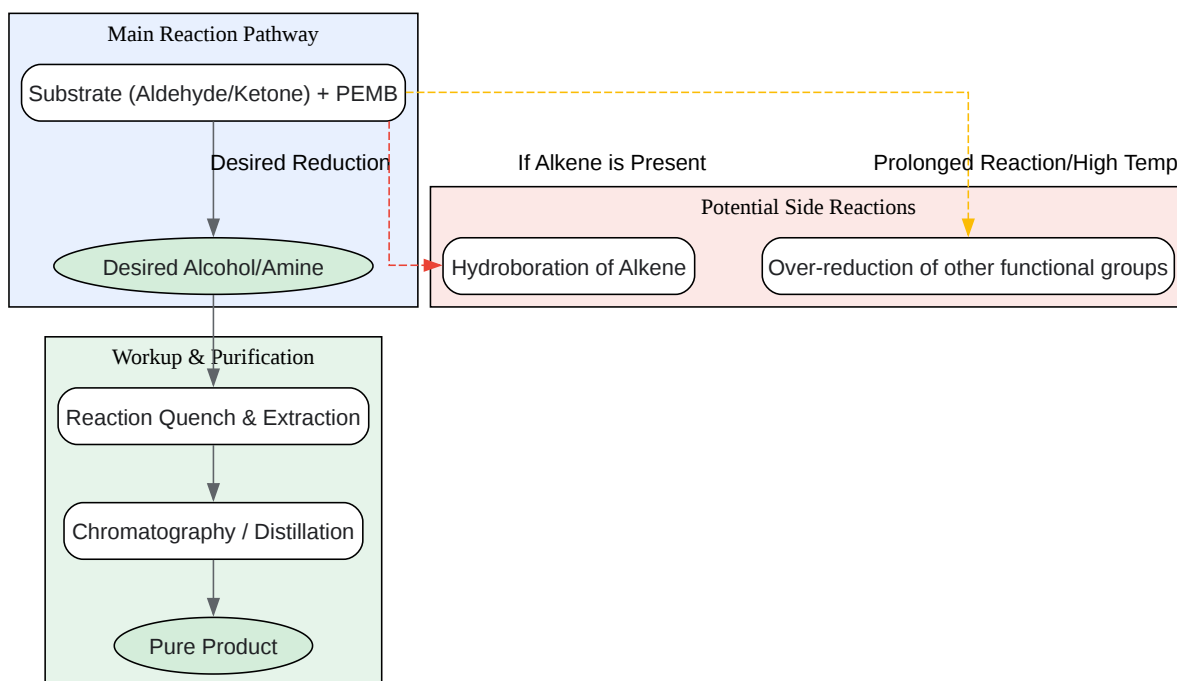 Main Reaction Pathway
Substrate (Aldehyde/Ketone) + PEMB
Desired Reduction
If Alkene is Present
Prolonged Reaction/High Temp
Potential Side Reactions
Desired Alcohol/Amine
Hydroboration of Alkene
Over-reduction of other functional groups
Workup & Purification
Reaction Quench & Extraction
Chromatography / Distillation
Pure Product